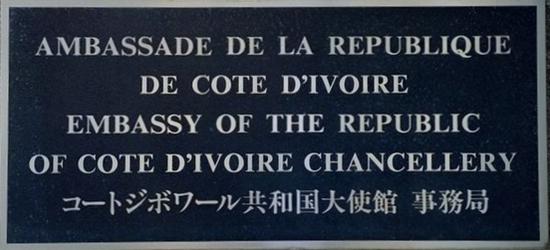 AMBASSADE DE LA REPUBLIQUE
DE COTE D'IVOIRE
EMBASSY OF THE REPUBLIC
OF COTE D'IVOIRE CHANCELLERY
コートジボワール共和国大使館 事務局